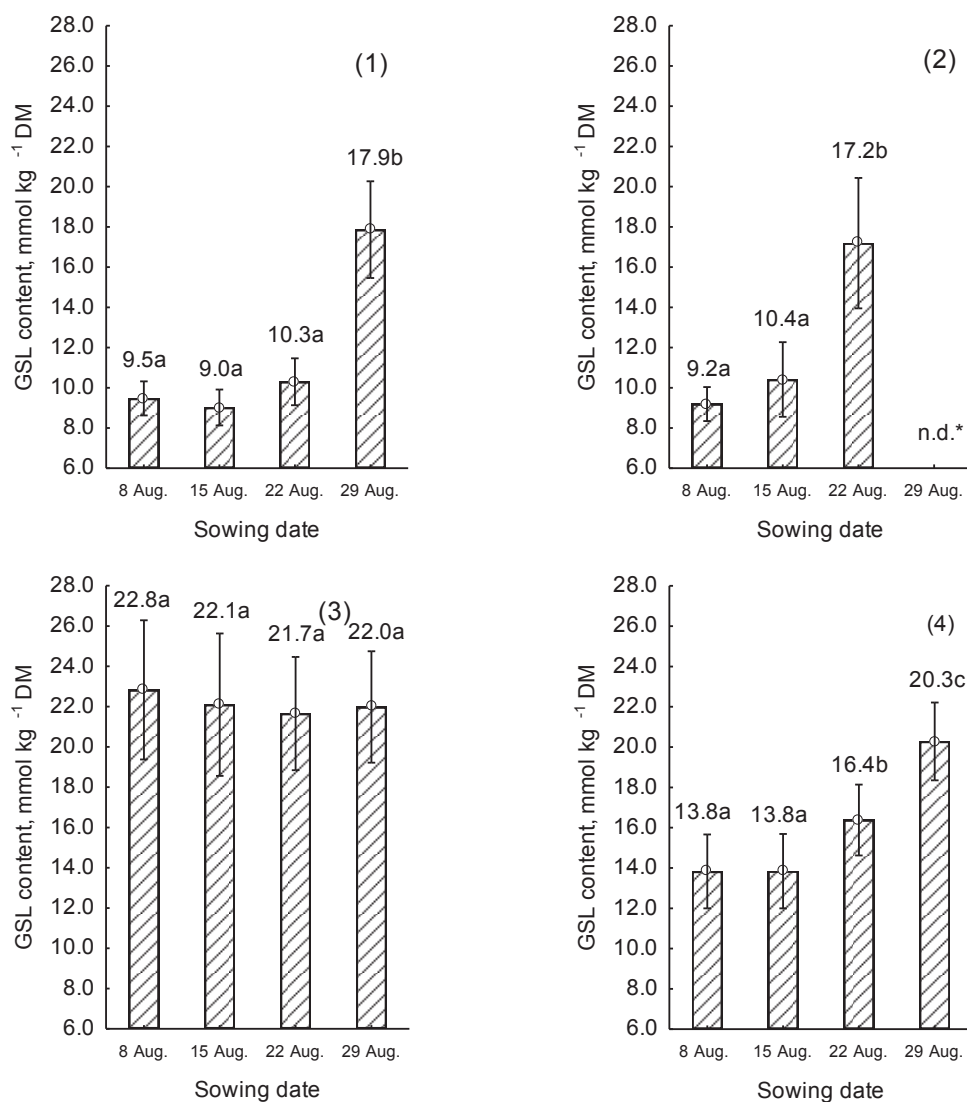 28.0
26.0
24.0
22.0
20.0
18.0
16.0
14.0
12.0
10.0
8.0
6.0
GSL content, mmol kg -1 DM
(1)
9.5a
9.0a
10.3a
17.9b
8 Aug. 15 Aug. 22 Aug. 29 Aug.
Sowing date
28.0
26.0
24.0
22.0
20.0
18.0
16.0
14.0
12.0
10.0
8.0
6.0
GSL content, mmol kg -1 DM
(2)
9.2a
10.4a
17.2b
n.d.*
8 Aug. 15 Aug. 22 Aug. 29 Aug.
Sowing date
28.0
26.0
24.0
22.0
20.0
18.0
16.0
14.0
12.0
10.0
8.0
6.0
GSL content, mmol kg -1 DM
(3)
22.8a
22.1a
21.7a
22.0a
8 Aug. 15 Aug. 22 Aug. 29 Aug.
Sowing date
28.0
26.0
24.0
22.0
20.0
18.0
16.0
14.0
12.0
10.0
8.0
6.0
GSL content, mmol kg -1 DM
(4)
13.8a
13.8a
16.4b
20.3c
8 Aug. 15 Aug. 22 Aug. 29 Aug.
Sowing date